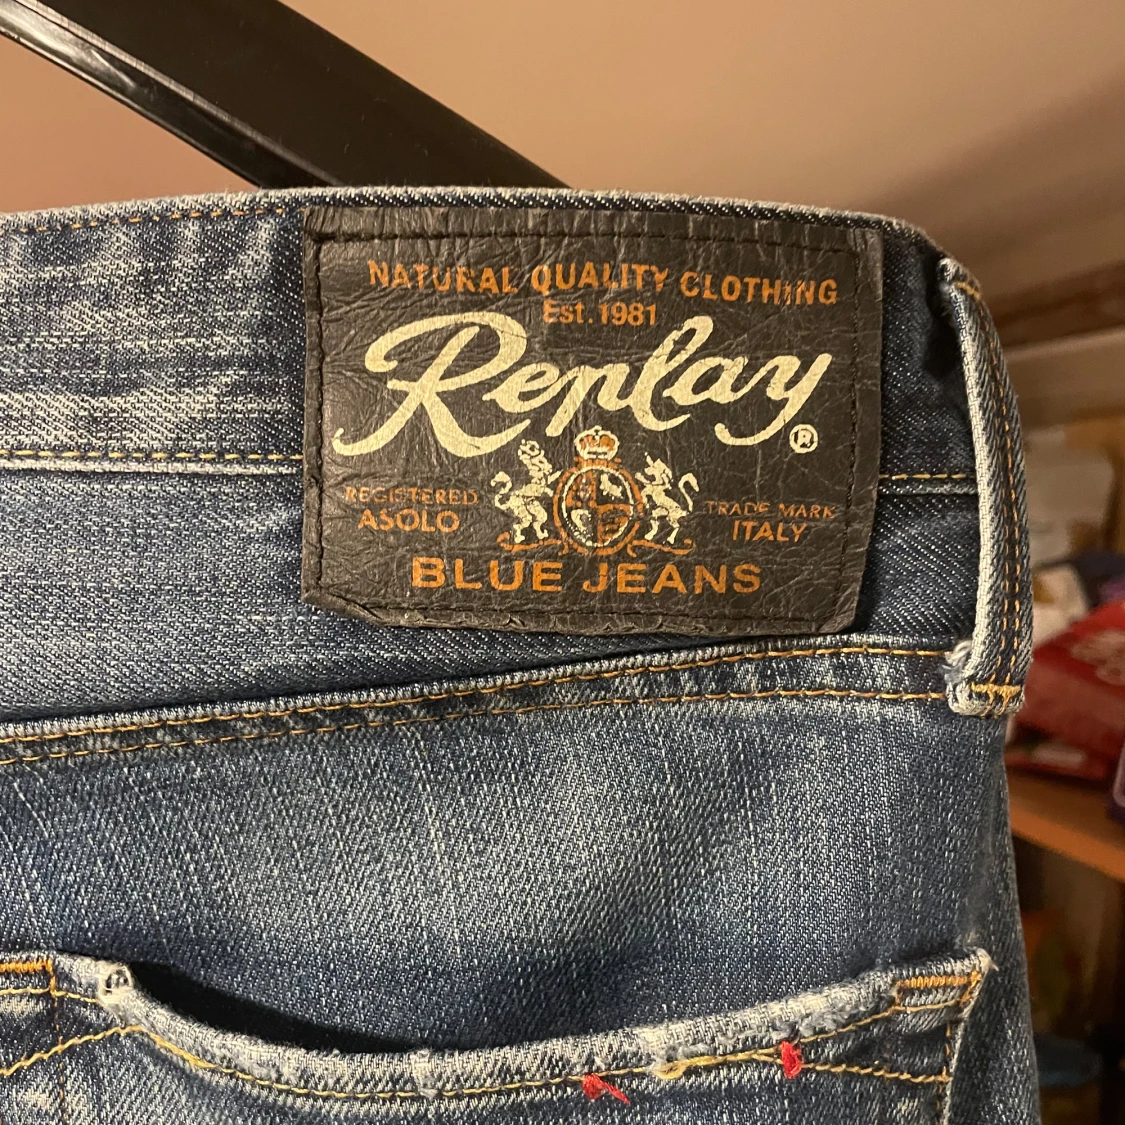 NATURAL QUALITY CLOTHING
Est.1981
Replay ®
REGISTERED TRADE MARK
ASOLO ITALY
BLUE JEANS